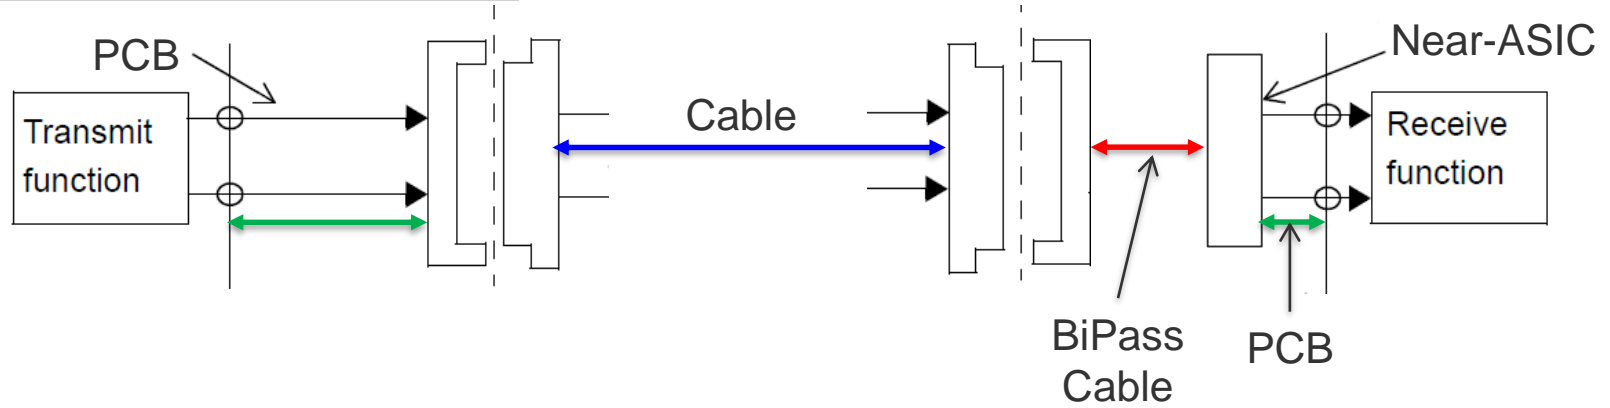 PCB
Transmit
function
Cable
Near-ASIC
Receive
function
BiPass
Cable
PCB